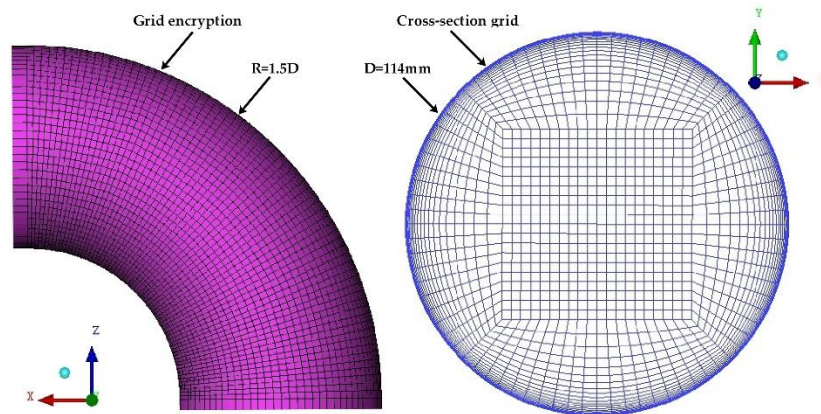 Grid encryption
R=1.5D
Cross-section grid
D=114mm
Y
Z
X